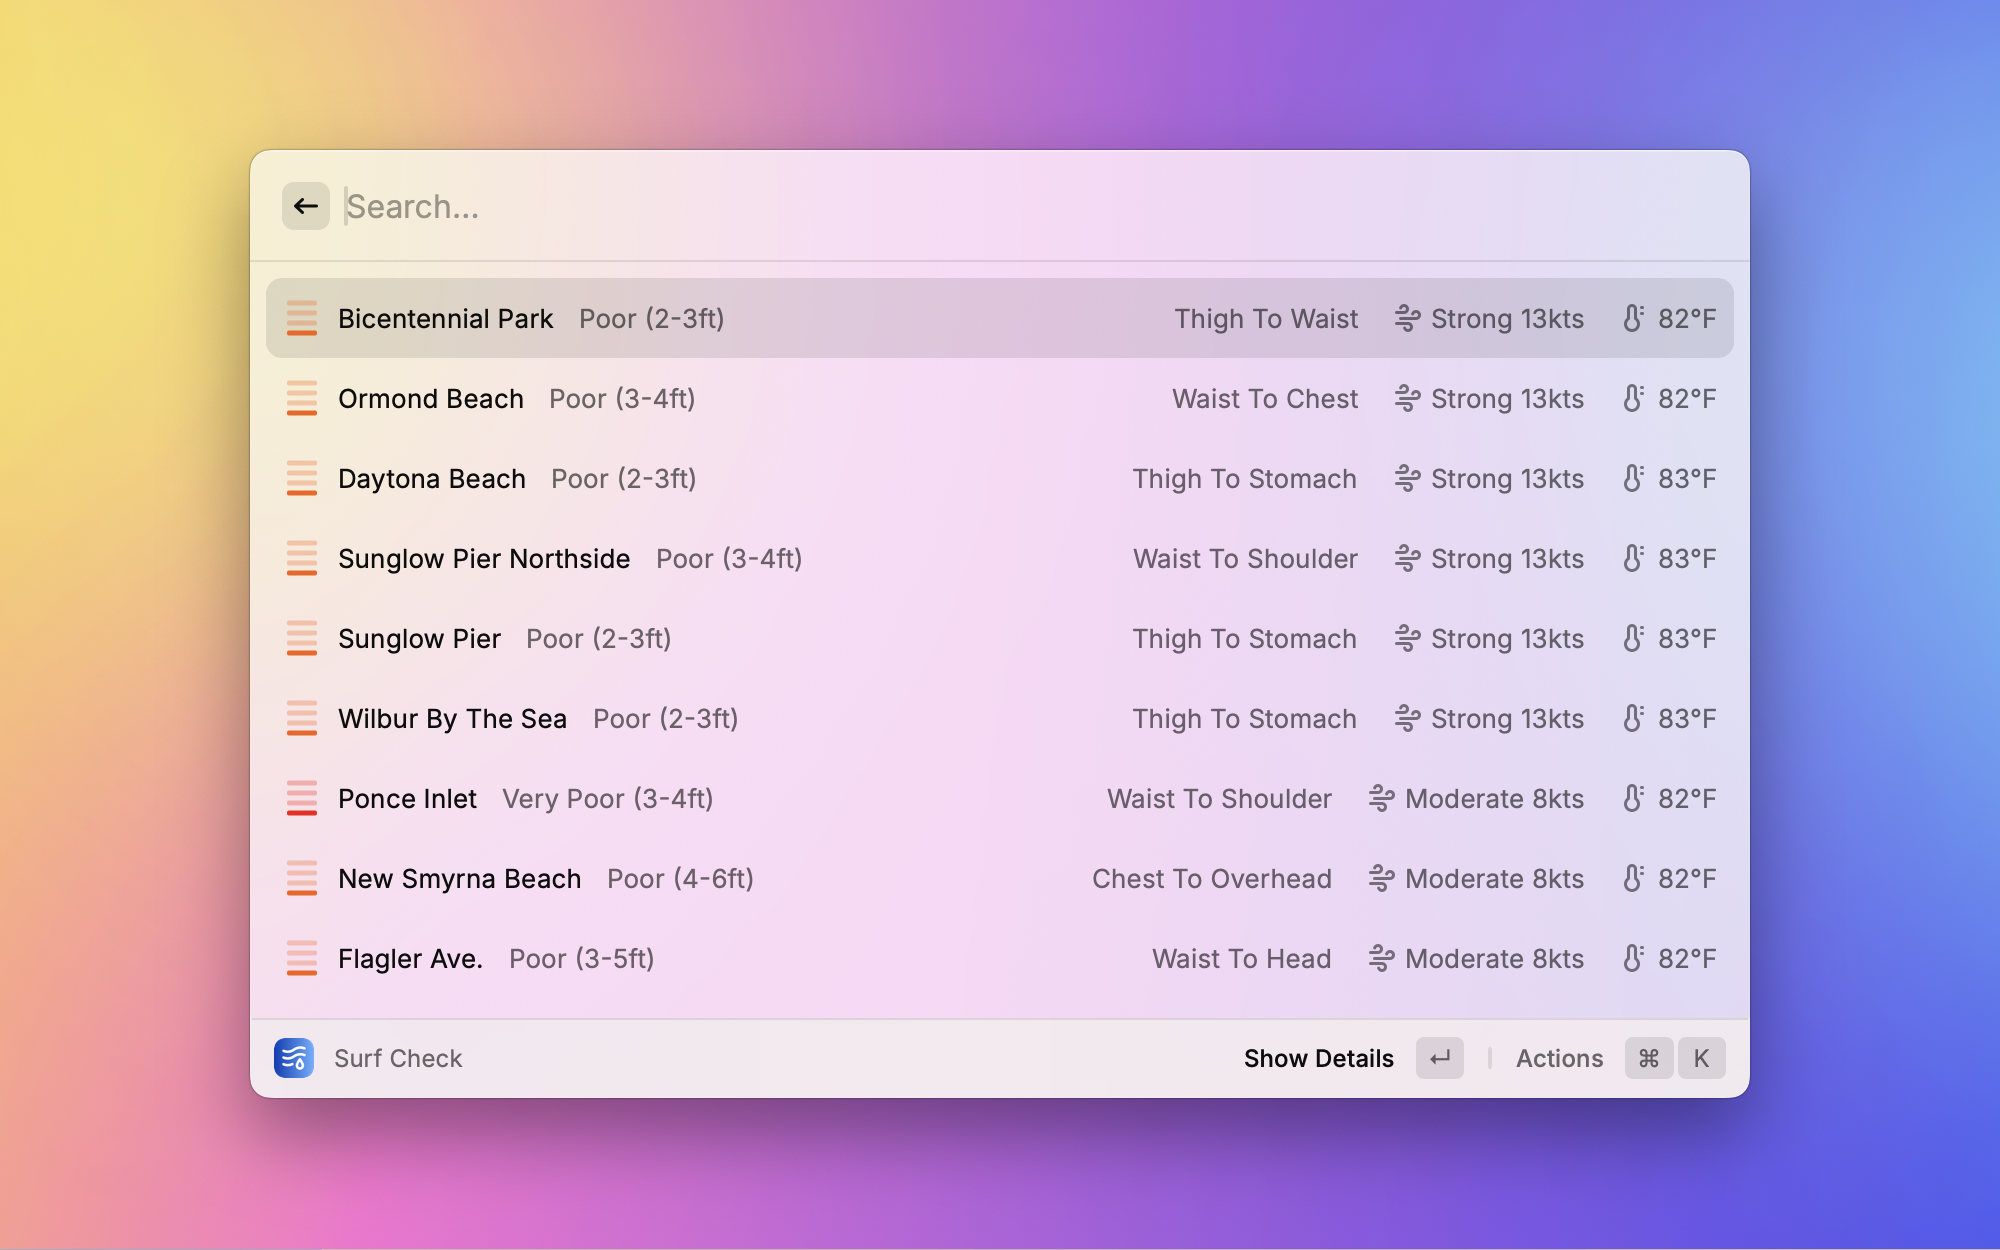 Search...
Bicentennial Park Poor (2-3ft) Thigh To Waist Strong 13kts 82°F
Ormond Beach Poor (3-4ft) Waist To Chest Strong 13kts 82°F
Daytona Beach Poor (2-3ft) Thigh To Stomach Strong 13kts 83°F
Sunglow Pier Northside Poor (3-4ft) Waist To Shoulder Strong 13kts 83°F
Sunglow Pier Poor (2-3ft) Thigh To Stomach Strong 13kts 83°F
Wilbur By The Sea Poor (2-3ft) Thigh To Stomach Strong 13kts 83°F
Ponce Inlet Very Poor (3-4ft) Waist To Shoulder Moderate 8kts 82°F
New Smyrna Beach Poor (4-6ft) Chest To Overhead Moderate 8kts 82°F
Flagler Ave. Poor (3-5ft) Waist To Head Moderate 8kts 82°F
Surf Check Show Details ↵ Actions ⌘ K